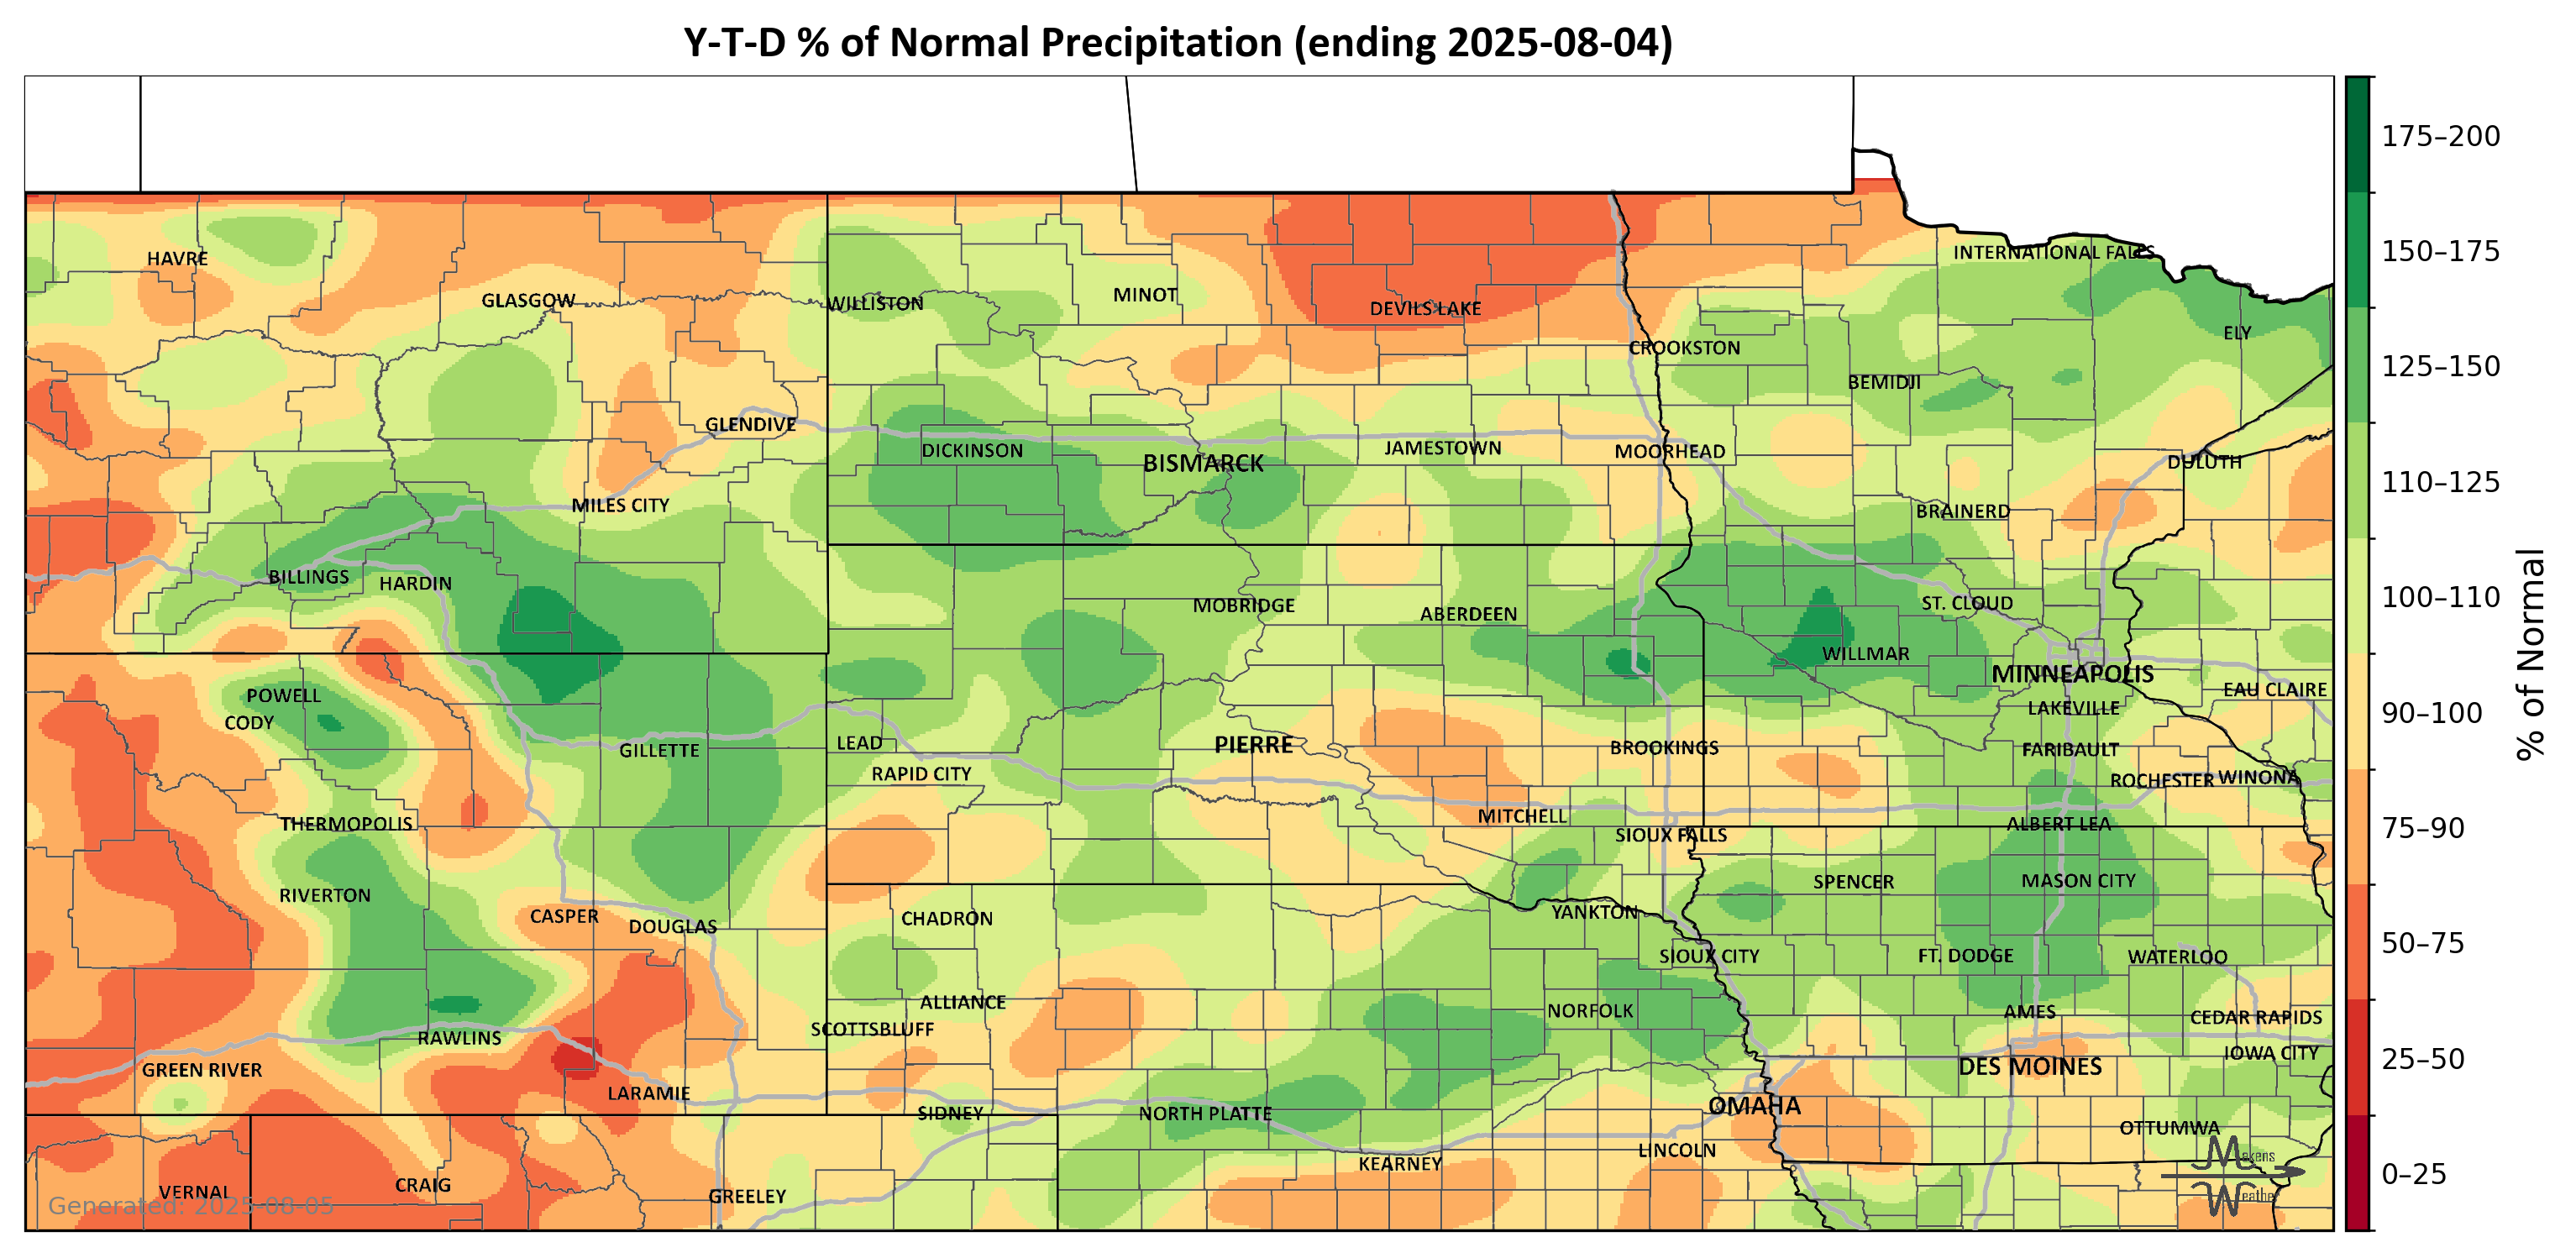 Y-T-D % of Normal Precipitation (ending 2025-08-04)
175–200
150–175
125–150
110–125
100–110
90–100
75–90
50–75
25–50
0–25
% of Normal
HAVRE
GLASGOW
WILLISTON
MINOT
DEVILS LAKE
INTERNATIONAL FALLS
ELY
CROOKSTON
BEMIDJI
GLENDIVE
DICKINSON
BISMARCK
JAMESTOWN
MOORHEAD
DULUTH
MILES CITY
BRAINERD
BILLINGS
HARDIN
MOBRIDGE
ABERDEEN
ST. CLOUD
WILLMAR
MINNEAPOLIS
POWELL
CODY
EAU CLAIRE
LAKEVILLE
GILLETTE
LEAD
PIERRE
BROOKINGS
FARIBAULT
RAPID CITY
ROCHESTER
WINONA
THERMOPOLIS
MITCHELL
SIOUX FALLS
ALBERT LEA
RIVERTON
SPENCER
MASON CITY
CASPER
DOUGLAS
CHADRON
YANKTON
SIOUX CITY
FT. DODGE
WATERLOO
ALLIANCE
NORFOLK
AMES
CEDAR RAPIDS
RAWLINS
SCOTTSBLUFF
IOWA CITY
GREEN RIVER
LARAMIE
DES MOINES
SIDNEY
NORTH PLATTE
OMAHA
OTTUMWA
LINCOLN
KEARNEY
VERNAL
CRAIG
GREELEY
Generated: 2025-08-05
Makens
Weather